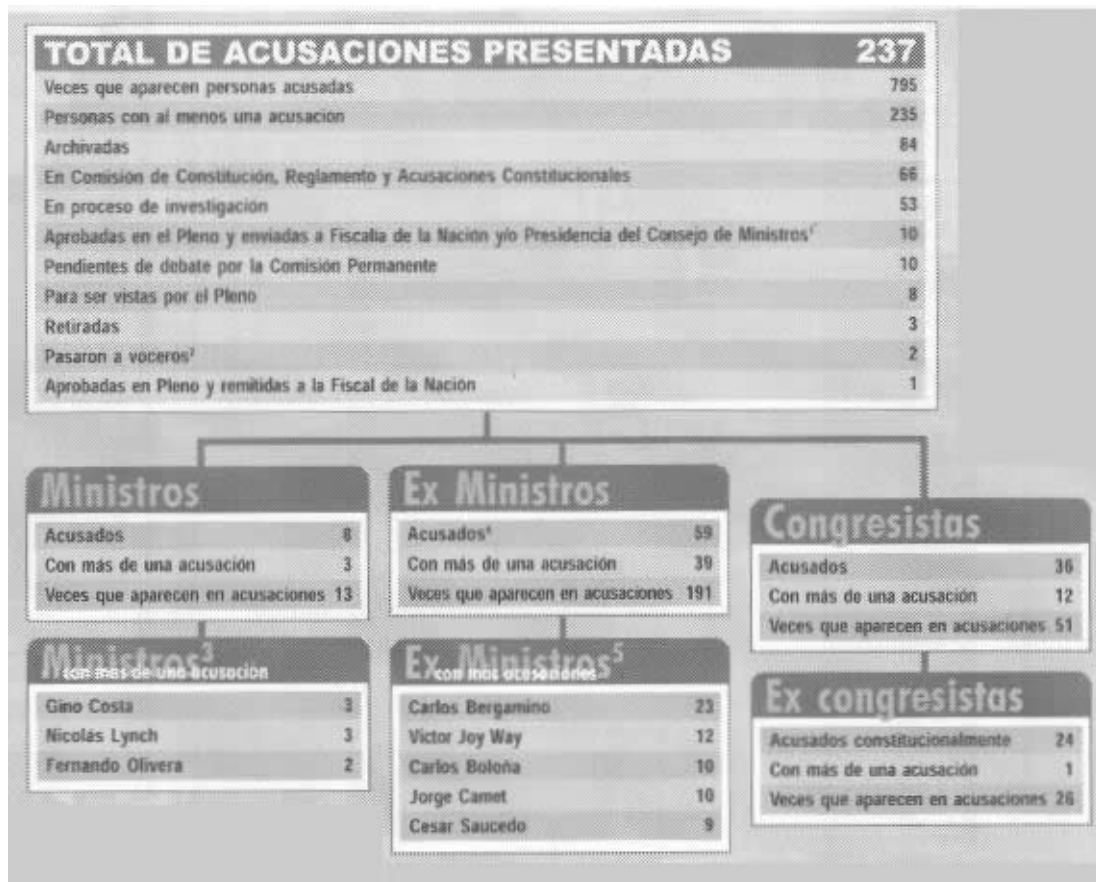 TOTAL DE ACUSACIONES PRESENTADAS 237
Veces que aparecen personas acusadas 795
Personas con al menos una acusación 235
Archivadas 84
En Comisión de Constitución, Reglamento y Acusaciones Constitucionales 66
En proceso de investigación 53
Aprobadas en el Pleno y enviadas a Fiscalía de la Nación y/o Presidencia del Consejo de Ministros¹ 10
Pendientes de debate por la Comisión Permanente 10
Para ser vistas por el Pleno 8
Retiradas 3
Pasaron a voceros² 2
Aprobadas en Pleno y remitidas a la Fiscal de la Nación 1
Ministros
Acusados 8
Con más de una acusación 3
Veces que aparecen en acusaciones 13
Ministros³
con más de una acusación
Gino Costa 3
Nicolás Lynch 3
Fernando Olivera 2
Ex Ministros
Acusados⁴ 59
Con más de una acusación 39
Veces que aparecen en acusaciones 191
Ex Ministros⁵
con más acusaciones
Carlos Bergamino 23
Victor Joy Way 12
Carlos Boloña 10
Jorge Camet 10
Cesar Saucedo 9
Congresistas
Acusados 36
Con más de una acusación 12
Veces que aparecen en acusaciones 51
Ex congresistas
Acusados constitucionalmente 24
Con más de una acusación 1
Veces que aparecen en acusaciones 26